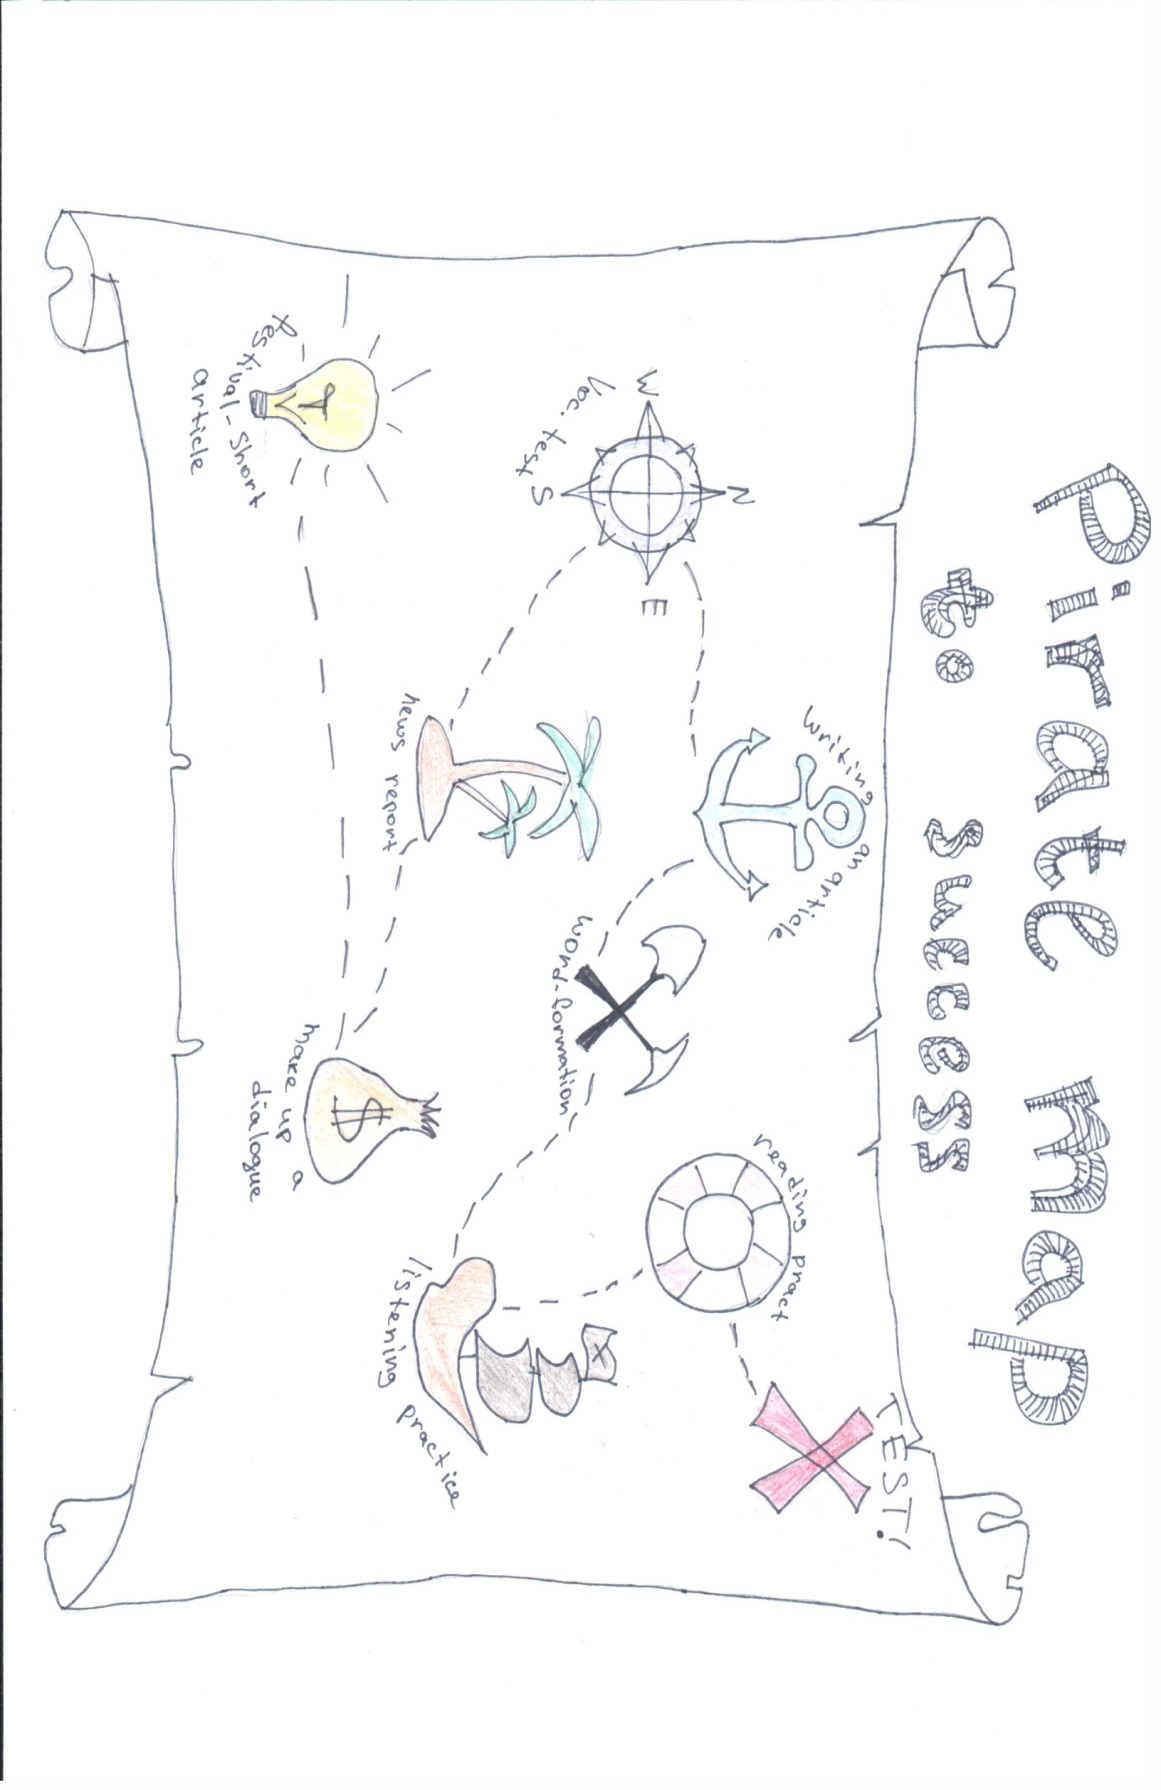 Pirate map
to success
festival-short
article
make up a
dialogue
$
news report
Voc. test
N
W
E
S
writing an article
word-formation
listening practice
reading pract
TEST!